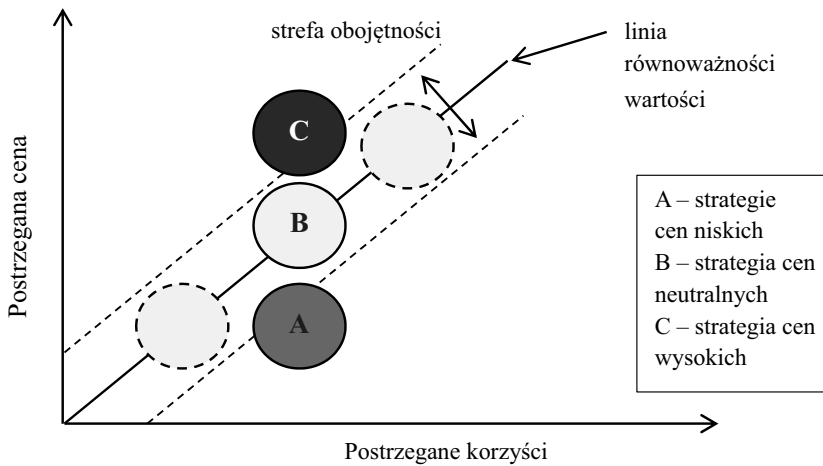 strefa obojętności
linia
równoważności
wartości
C
B
A
Postrzegana cena
A – strategie
cen niskich
B – strategia cen
neutralnych
C – strategia cen
wysokich
Postrzegane korzyści